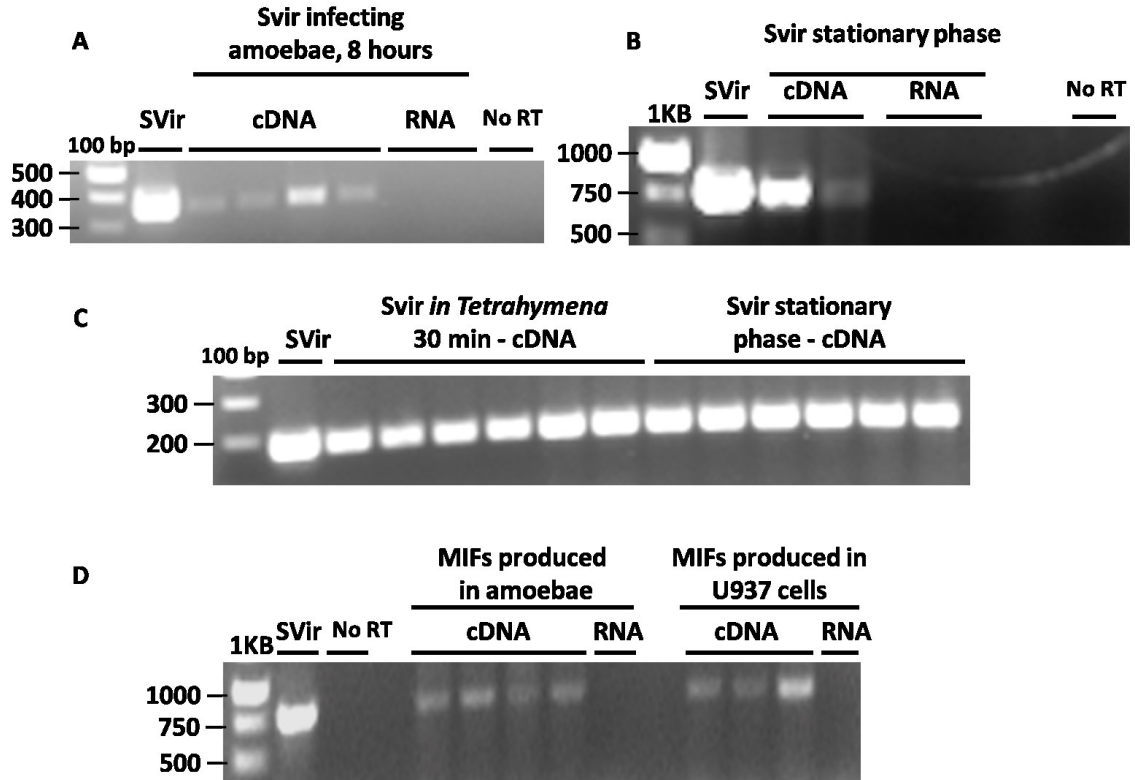 A
Svir infecting
amoebae, 8 hours
SVir
cDNA
RNA
No RT
100 bp
500
400
300
B
Svir stationary phase
SVir
cDNA
RNA
No RT
1KB
1000
750
500
C
Svir in Tetrahymena
30 min - cDNA
Svir stationary
phase - cDNA
SVir
100 bp
300
200
D
MIFs produced
in amoebae
MIFs produced in
U937 cells
1KB
SVir
No RT
cDNA
RNA
cDNA
RNA
1000
750
500